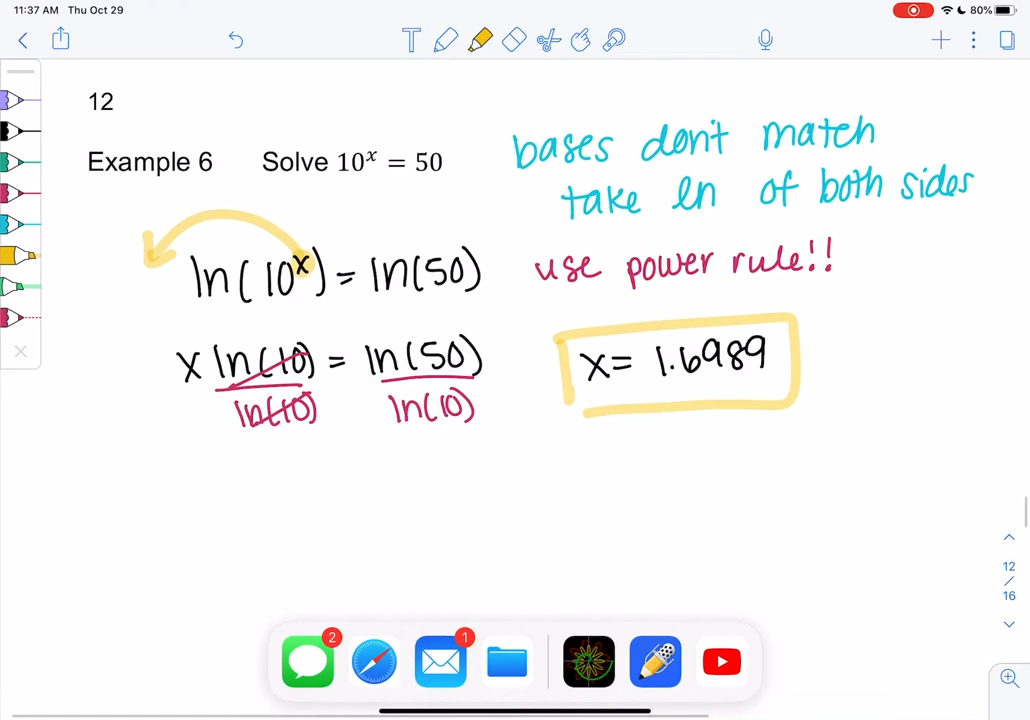 11:37 AM Thu Oct 29
80%
12
Example 6 Solve 10^x = 50
bases don't match
take ln of both sides
ln(10^x) = ln(50)
use power rule!!
x ln(10) = ln(50)
ln(10) ln(10)
x = 1.6989
12
/
16
2
1